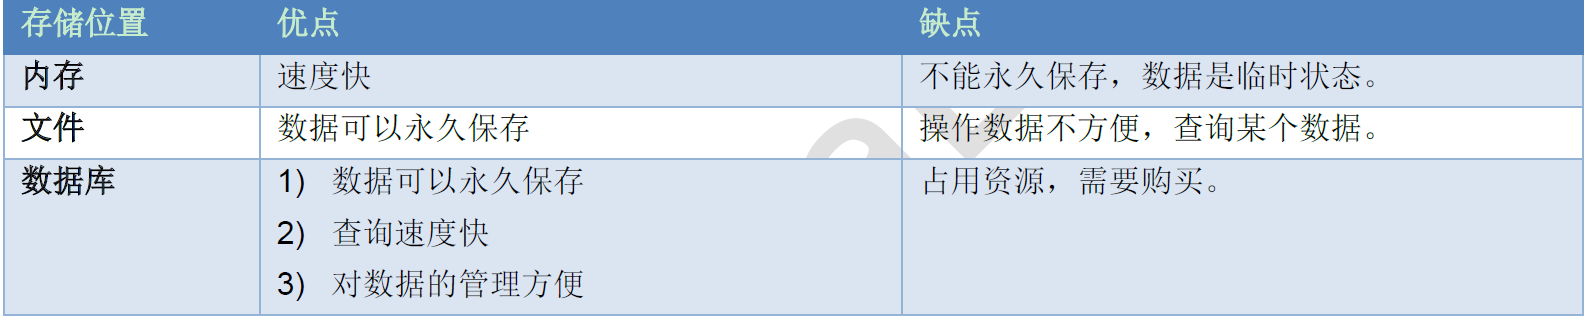 存储位置 优点 缺点
内存 速度快 不能永久保存，数据是临时状态。
文件 数据可以永久保存 操作数据不方便，查询某个数据。
数据库 1) 数据可以永久保存 占用资源，需要购买。
2) 查询速度快
3) 对数据的管理方便